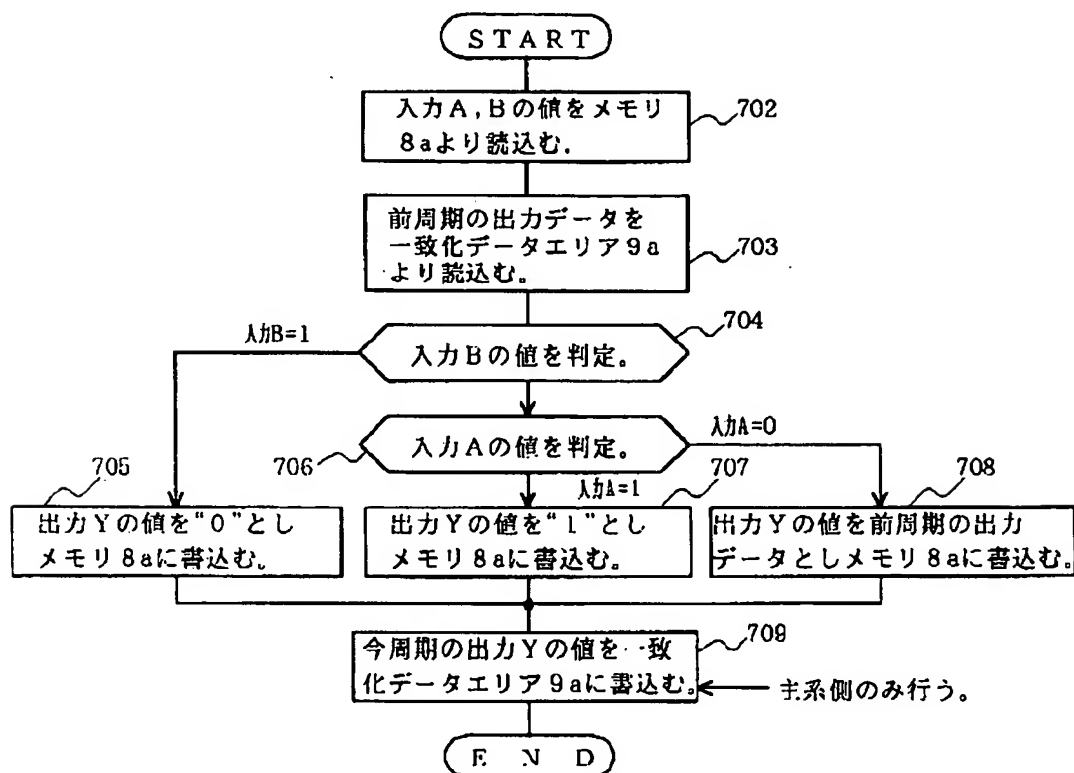 START
入力A,Bの値をメモリ
8aより読込む.
702
前周期の出力データを
一致化データエリア9a
より読込む。
703
704
入力B=1
入力Bの値を判定。
入力A=0
入力Aの値を判定。
706
705
707
708
入力A=1
出力Yの値を“0”とし
メモリ8aに書込む。
出力Yの値を“1”とし
メモリ8aに書込む。
出力Yの値を前周期の出力
データとしメモリ8aに書込む。
709
今周期の出力Yの値を一致
化データエリア9aに書込む。
主系側のみ行う。
END